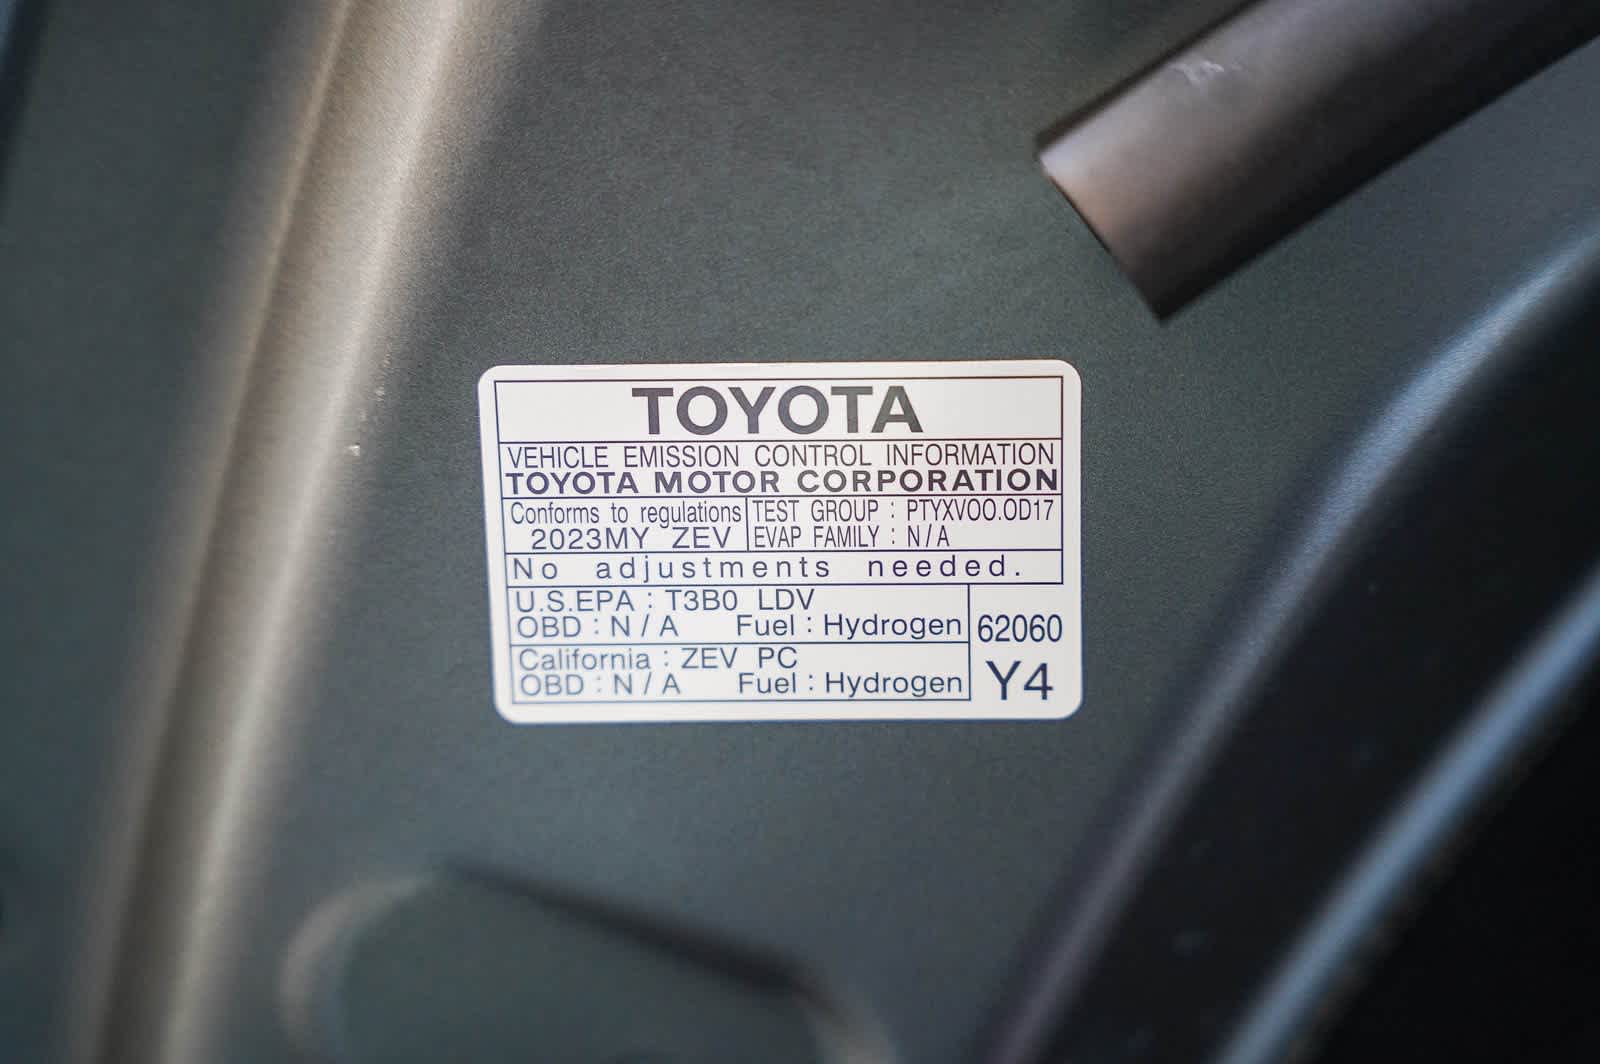 TOYOTA
VEHICLE EMISSION CONTROL INFORMATION
TOYOTA MOTOR CORPORATION
Conforms to regulations
2023MY ZEV
TEST GROUP : PTYXV00.0D17
EVAP FAMILY : N/A
No adjustments needed.
U.S.EPA : T3B0 LDV
OBD : N/A Fuel : Hydrogen
California : ZEV PC
OBD : N/A Fuel : Hydrogen
62060
Y4